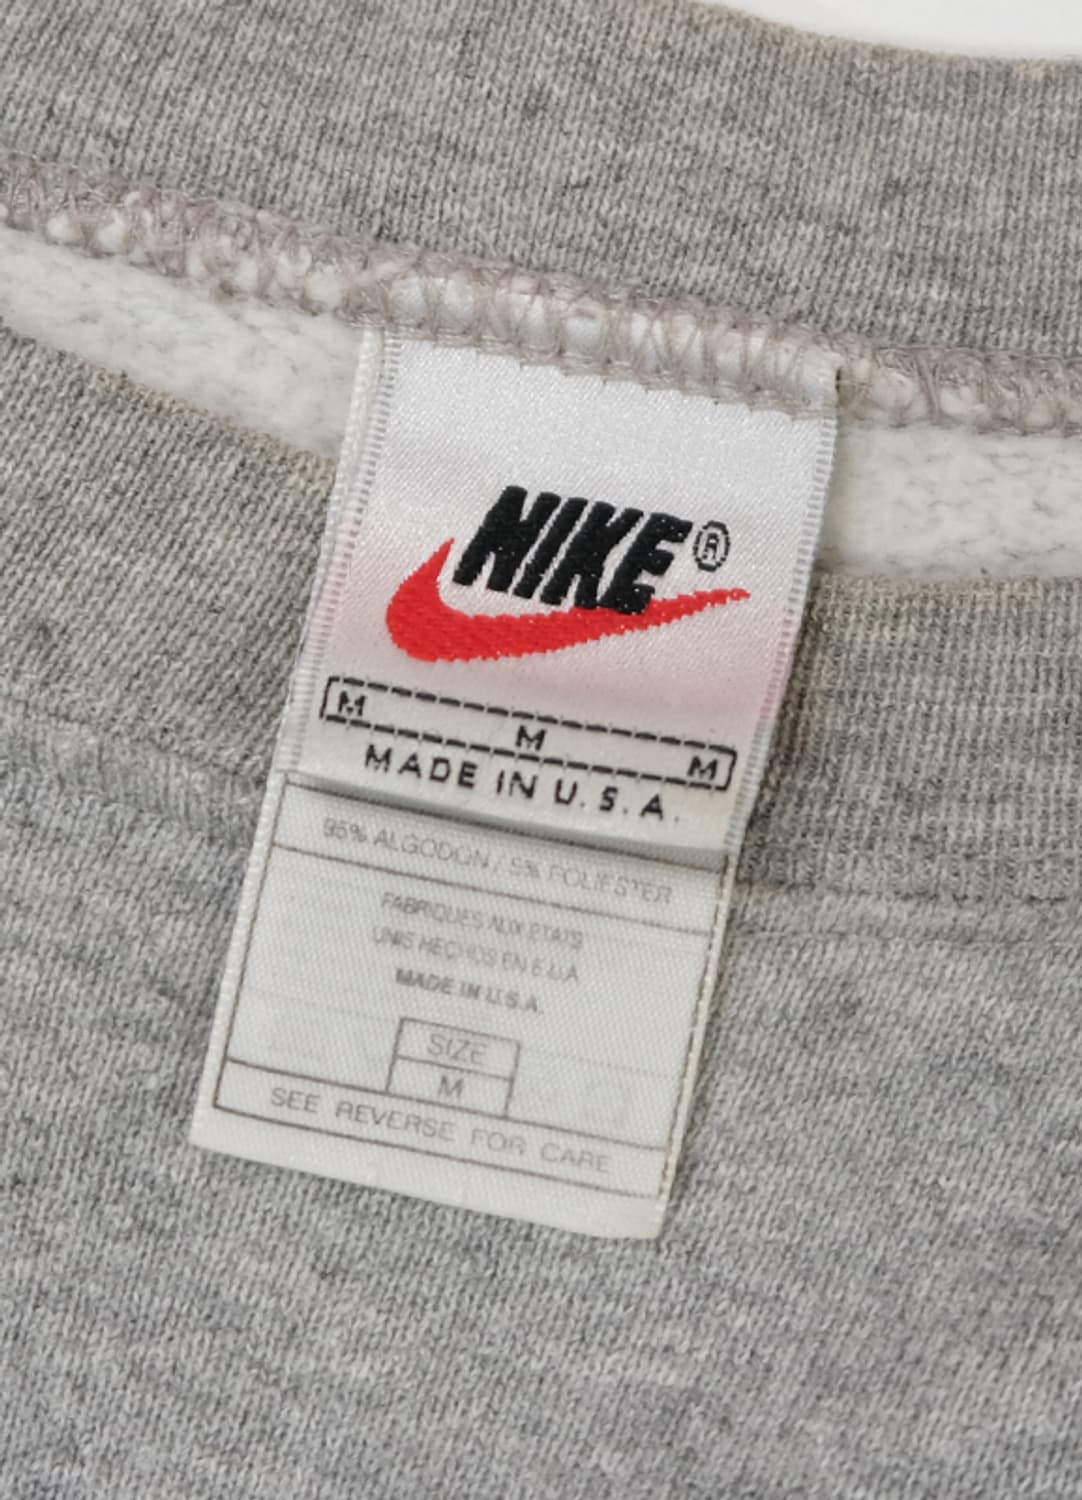 NIKE®
M M M
MADE IN U.S.A.
95% ALGODON / 5% POLIESTER
FABRIQUES AUX ETATS
UNIS HECHOS EN E.U.A
MADE IN U.S.A.
SIZE
M
SEE REVERSE FOR CARE